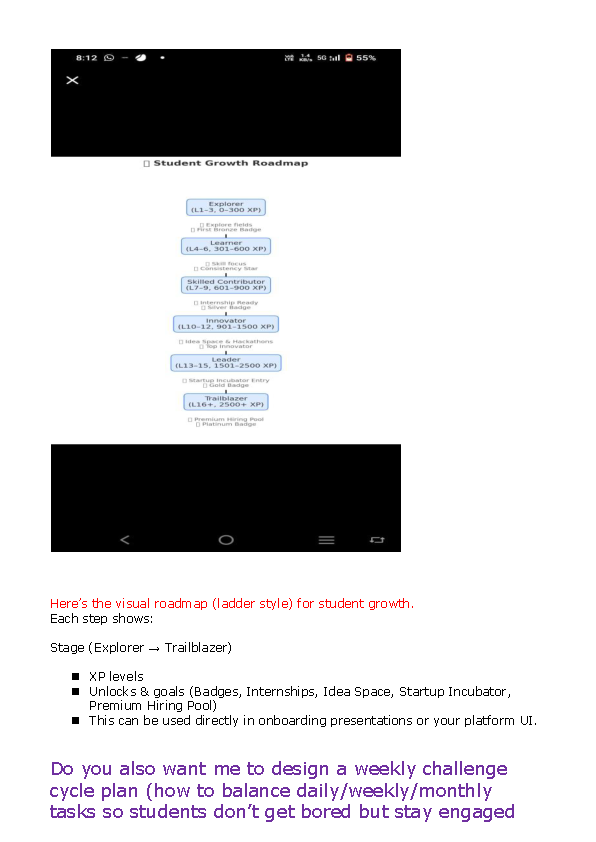 8:12
VoLTE 1.4 KB/s 5G 55%
Student Growth Roadmap
Explorer
(L1–3, 0–300 XP)
Explore fields
First Bronze Badge
Learner
(L4–6, 301–600 XP)
Skill focus
Consistency Star
Skilled Contributor
(L7–9, 601–900 XP)
Internship Ready
Silver Badge
Innovator
(L10–12, 901–1500 XP)
Idea Space & Hackathons
Top Innovator
Leader
(L13–15, 1501–2500 XP)
Startup Incubator Entry
Gold Badge
Trailblazer
(L16+, 2500+ XP)
Premium Hiring Pool
Platinum Badge
Here’s the visual roadmap (ladder style) for student growth.
Each step shows:
Stage (Explorer → Trailblazer)
■ XP levels
■ Unlocks & goals (Badges, Internships, Idea Space, Startup Incubator,
Premium Hiring Pool)
■ This can be used directly in onboarding presentations or your platform UI.
Do you also want me to design a weekly challenge
cycle plan (how to balance daily/weekly/monthly
tasks so students don’t get bored but stay engaged